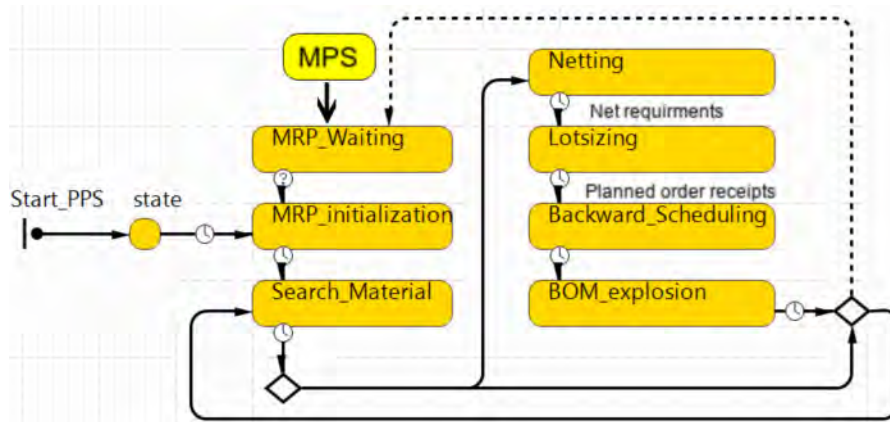 MPS
Netting
Net requirments
MRP_Waiting
Lotsizing
?
Planned order receipts
Start_PPS
state
MRP_initialization
Backward_Scheduling
Search_Material
BOM_explosion